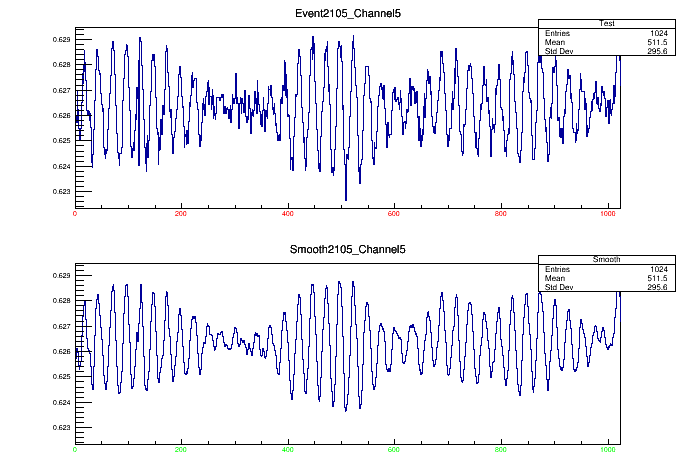 Event2105_Channel5
Test
Entries 1024
Mean 511.5
Std Dev 295.6
0.629
0.628
0.627
0.626
0.625
0.624
0.623
0 200 400 600 800 1000
Smooth2105_Channel5
Smooth
Entries 1024
Mean 511.5
Std Dev 295.6
0.629
0.628
0.627
0.626
0.625
0.624
0.623
0 200 400 600 800 1000